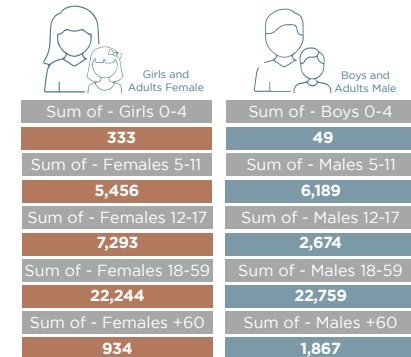 Girls and
Adults Female
Sum of - Girls 0-4
333
Sum of - Females 5-11
5,456
Sum of - Females 12-17
7,293
Sum of - Females 18-59
22,244
Sum of - Females +60
934
Boys and
Adults Male
Sum of - Boys 0-4
49
Sum of - Males 5-11
6,189
Sum of - Males 12-17
2,674
Sum of - Males 18-59
22,759
Sum of - Males +60
1,867